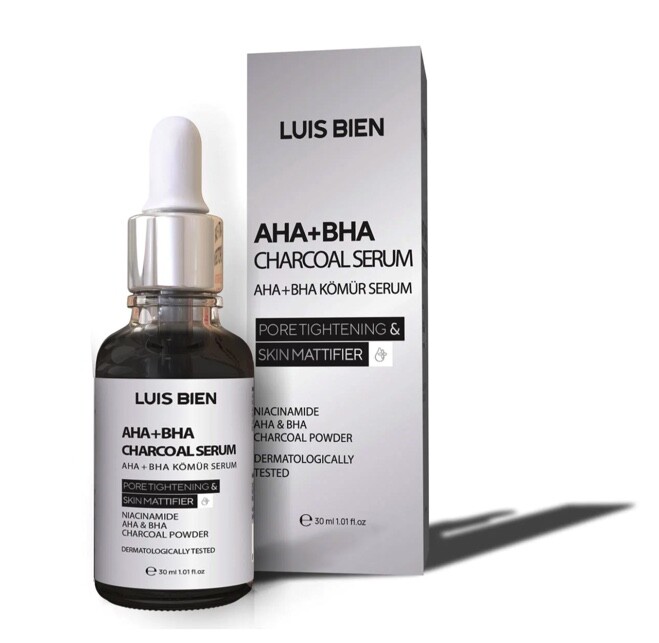 LUIS BIEN
AHA+BHA
CHARCOAL SERUM
AHA+BHA KÖMÜR SERUM
PORE TIGHTENING &
SKIN MATTIFIER
NIACINAMIDE
AHA & BHA
CHARCOAL POWDER
DERMATOLOGICALLY
TESTED
e 30 ml 1.01 fl.oz
LUIS BIEN
AHA+BHA
CHARCOAL SERUM
AHA + BHA KÖMÜR SERUM
PORE TIGHTENING &
SKIN MATTIFIER
NIACINAMIDE
AHA & BHA
CHARCOAL POWDER
DERMATOLOGICALLY TESTED
e 30 ml 1.01 fl.oz